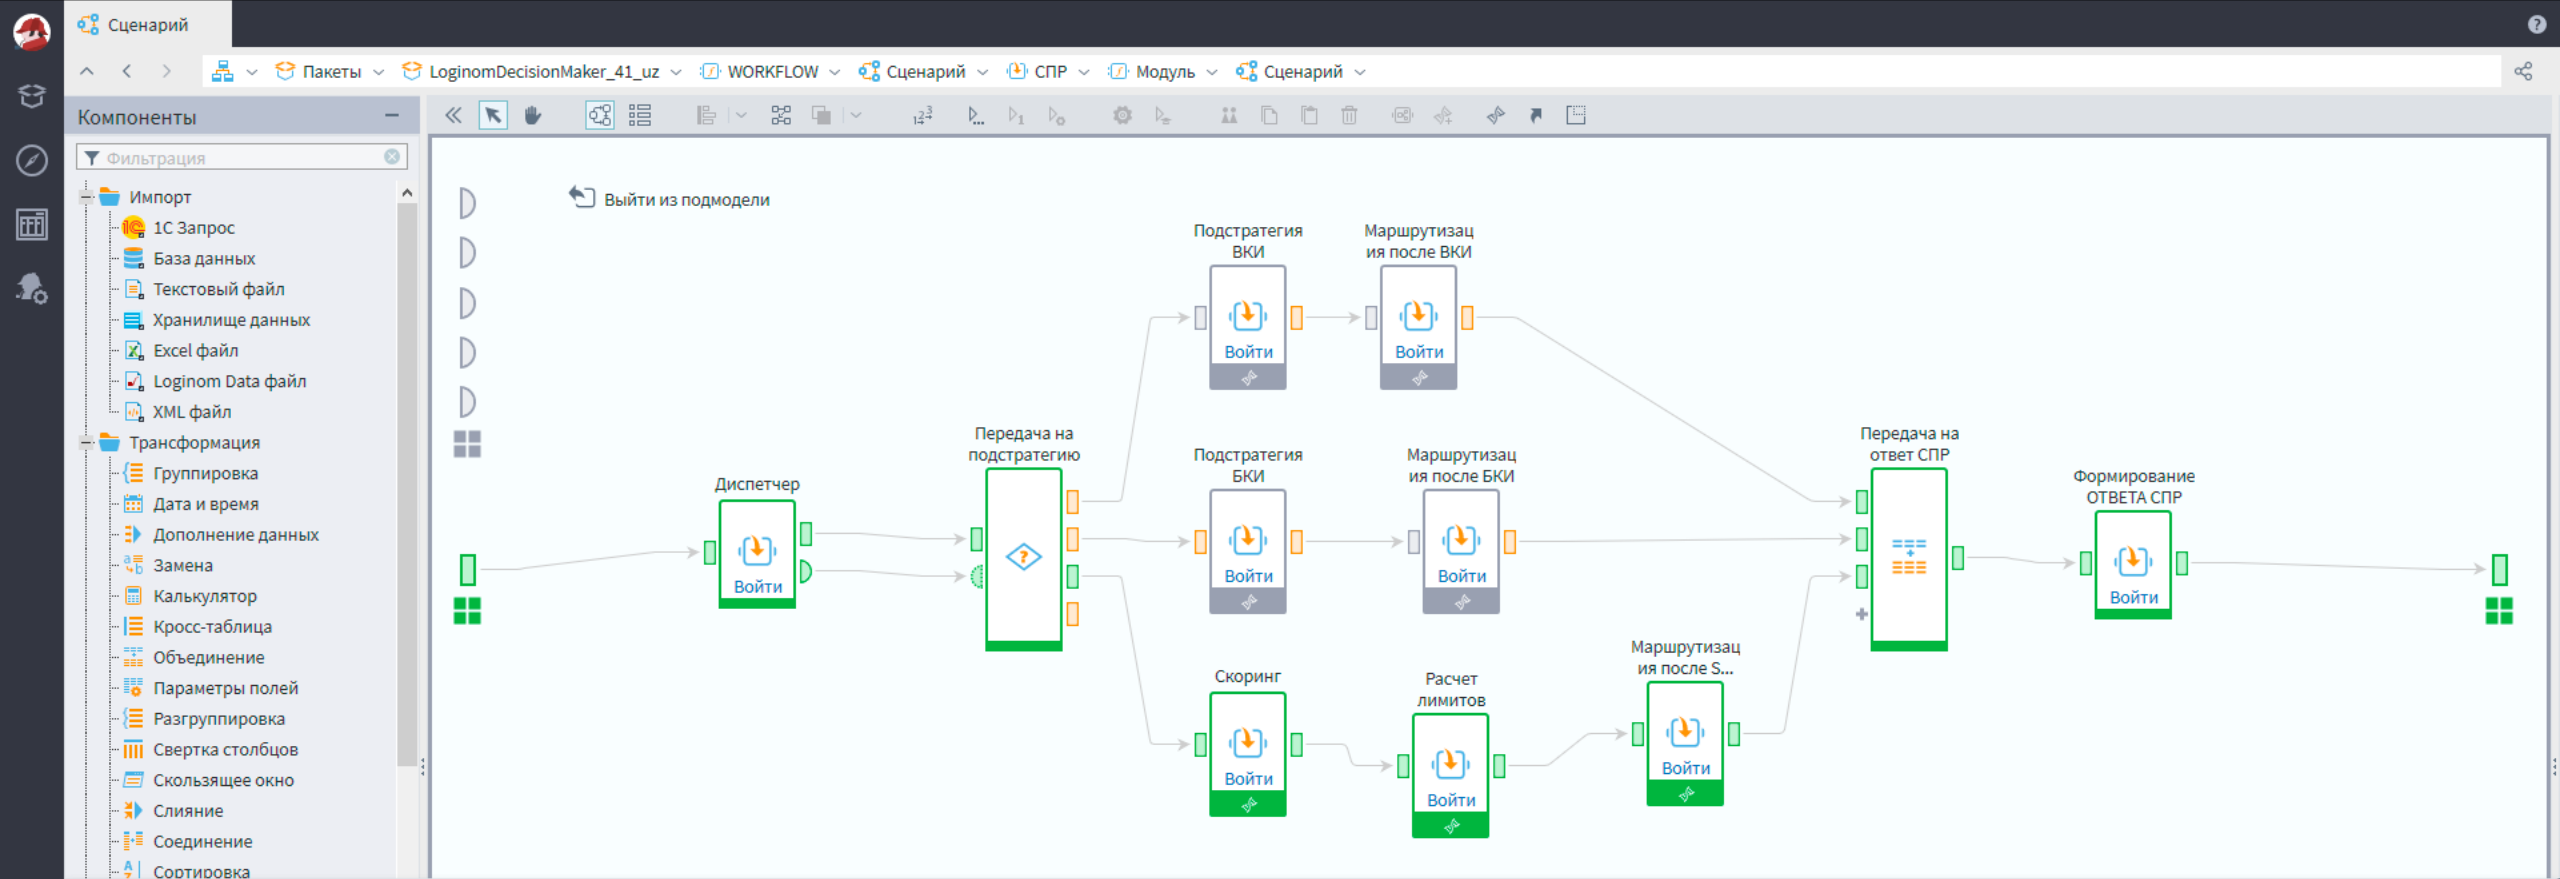 Сценарий
Пакеты LoginomDecisionMaker_41_uz WORKFLOW Сценарий СПР Модуль Сценарий
Компоненты
Фильтрация
Импорт
1С Запрос
База данных
Текстовый файл
Хранилище данных
Excel файл
Loginom Data файл
XML файл
Трансформация
Группировка
Дата и время
Дополнение данных
Замена
Калькулятор
Кросс-таблица
Объединение
Параметры полей
Разгруппировка
Свертка столбцов
Скользящее окно
Слияние
Соединение
Сортировка
Выйти из подмодели
Диспетчер
Войти
Передача на
подстратегию
Подстратегия
ВКИ
Войти
Маршрутизац
ия после ВКИ
Войти
Подстратегия
БКИ
Войти
Маршрутизац
ия после БКИ
Войти
Скоринг
Войти
Расчет
лимитов
Войти
Маршрутизац
ия после S...
Войти
Передача на
ответ СПР
Формирование
ОТВЕТА СПР
Войти